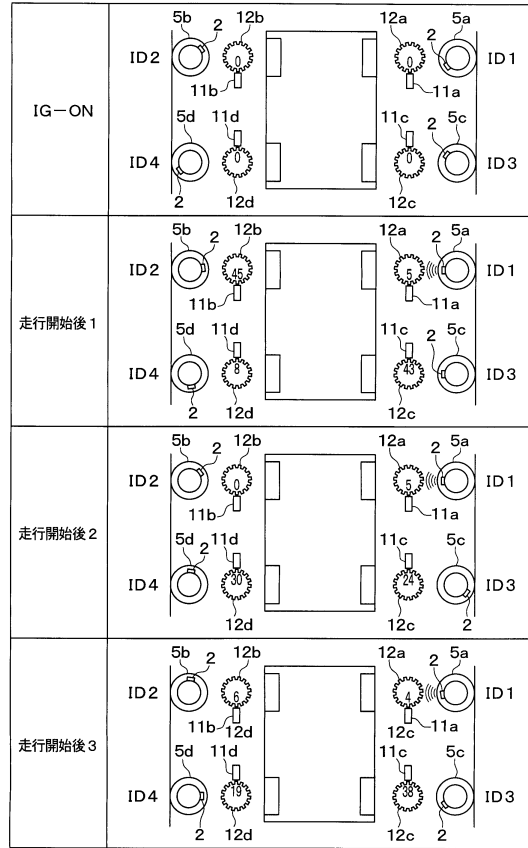 5b 2 12b 12a 2 5a
ID2 0 0 ID1
11b 11a
IG-ON
5d 11d 11c 2 5c
ID4 0 0 ID3
2 12d 12c
5b 2 12b 12a 2 5a
ID2 45 5 ID1
11b 11a
走行開始後1
5d 11d 11c 2 5c
ID4 8 43 ID3
2 12d 12c
5b 2 12b 12a 2 5a
ID2 0 5 ID1
11b 11a
走行開始後2
5d 2 11d 11c 5c
ID4 30 24 ID3
12d 12c 2
5b 2 12b 12a 2 5a
ID2 6 4 ID1
11b 12d 12c 11a
走行開始後3
5d 11d 11c 5c
ID4 19 38 ID3
2 12d 12c 2